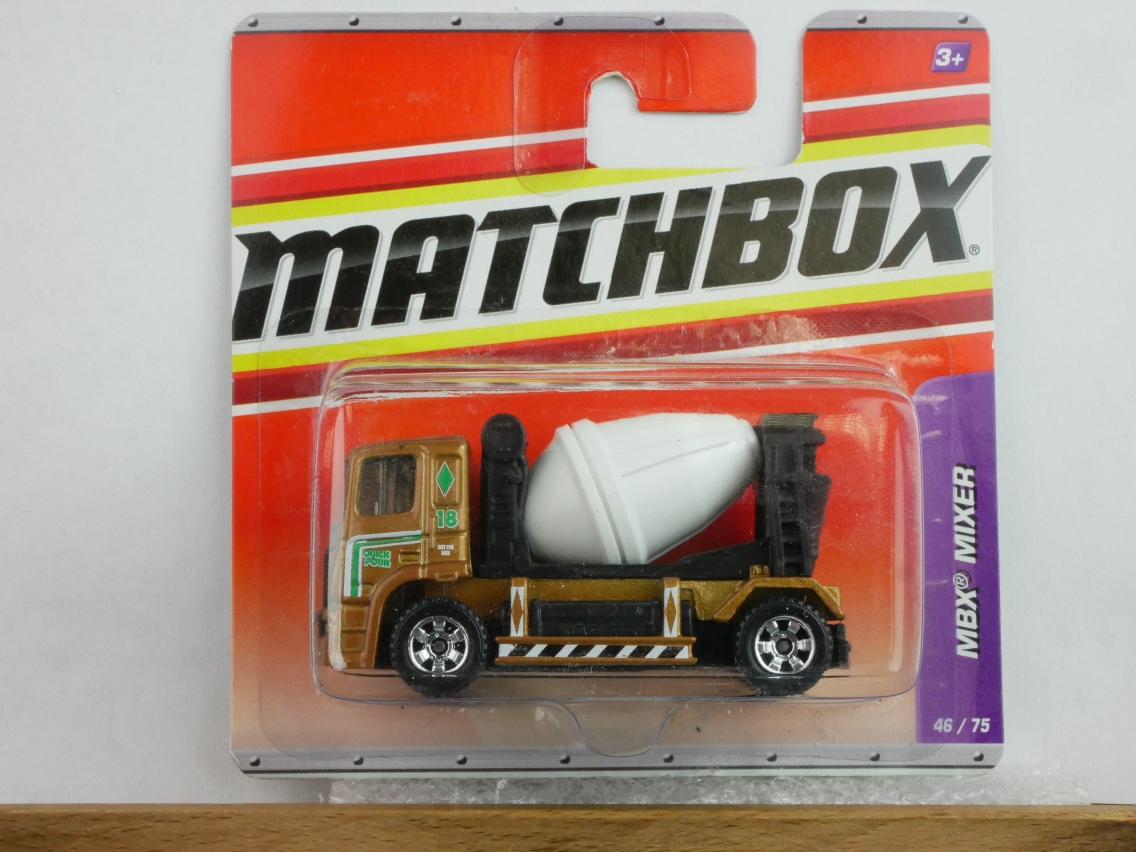 3+
MATCHBOX®
18
QUICK
POUR
MBX® MIXER
46 / 75